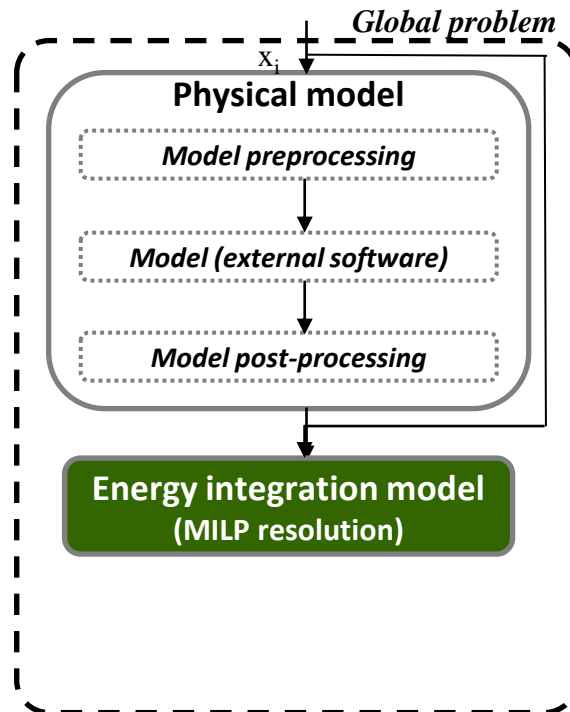 Global problem
xi
Physical model
Model preprocessing
Model (external software)
Model post-processing
Energy integration model
(MILP resolution)